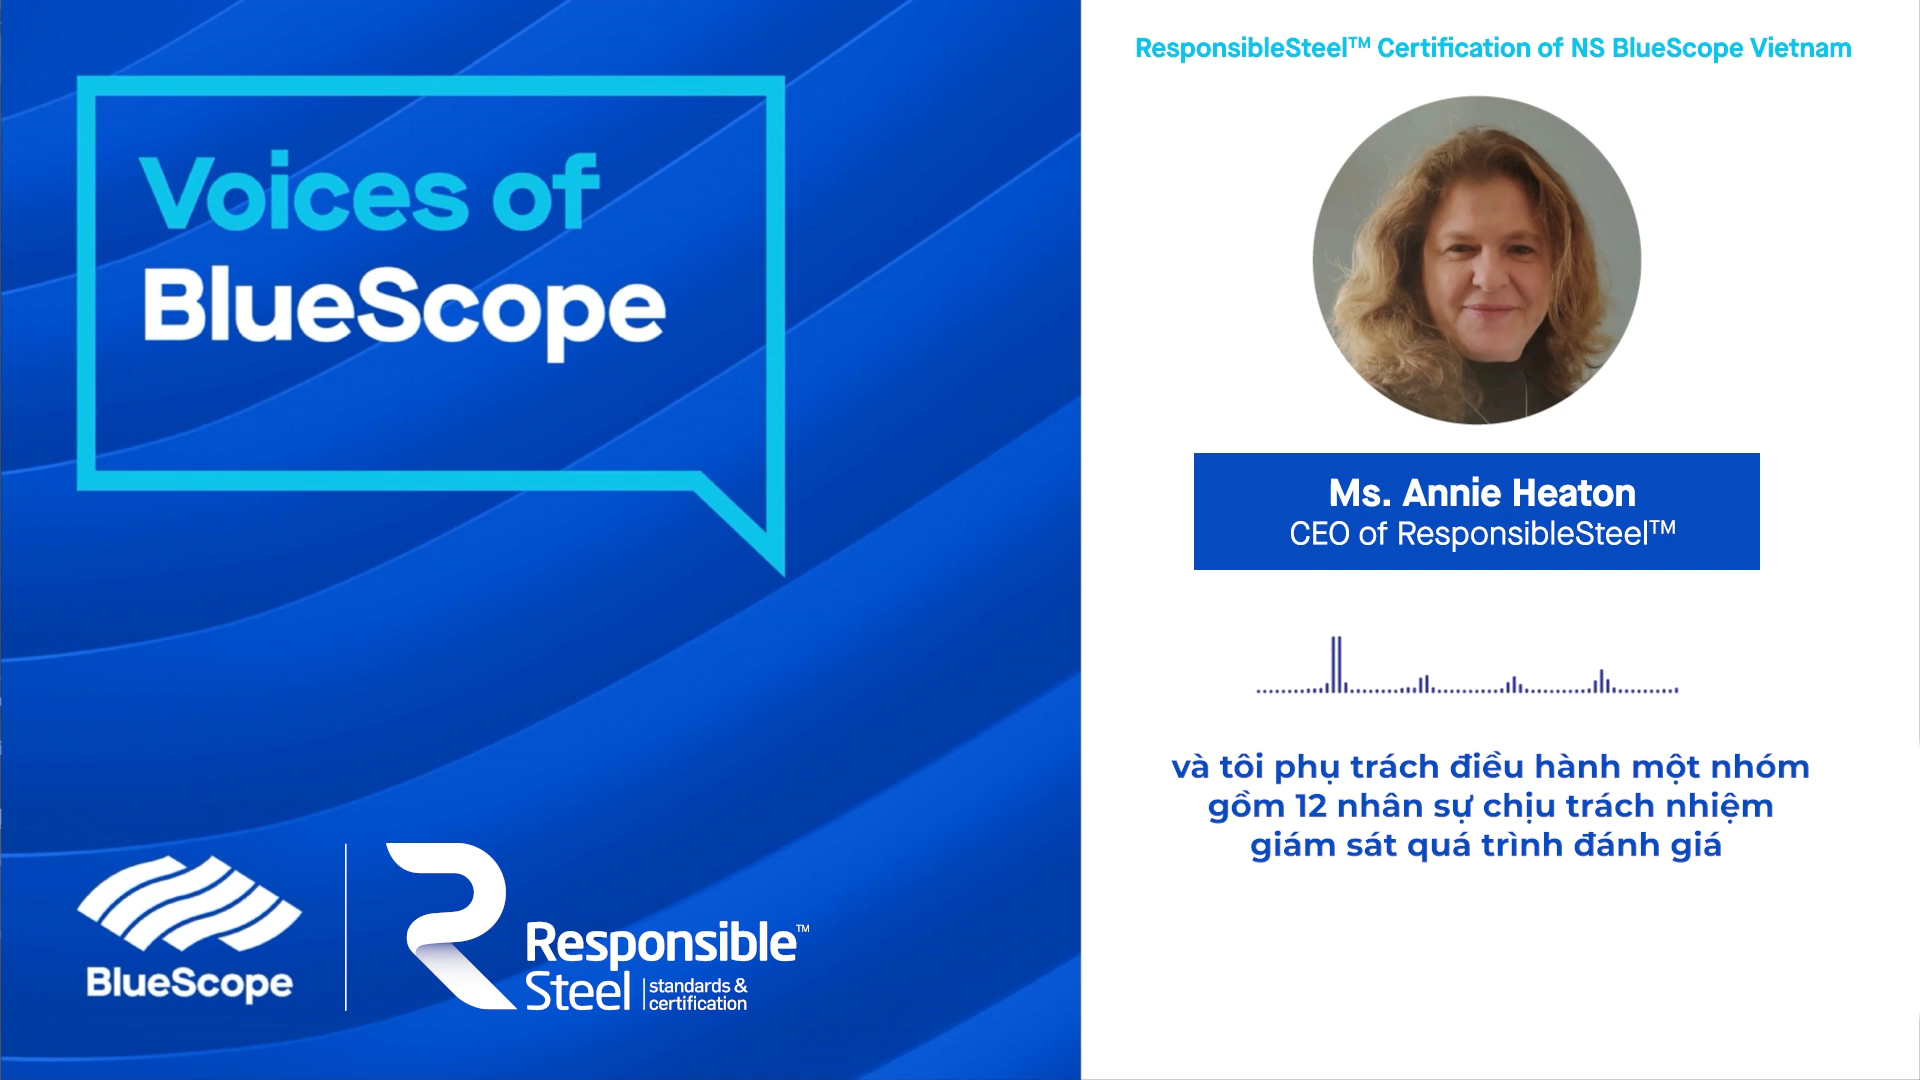 Voices of
BlueScope
BlueScope
Responsible™
Steel
standards &
certification
ResponsibleSteel™ Certification of NS BlueScope Vietnam
Ms. Annie Heaton
CEO of ResponsibleSteel™
và tôi phụ trách điều hành một nhóm
gồm 12 nhân sự chịu trách nhiệm
giám sát quá trình đánh giá